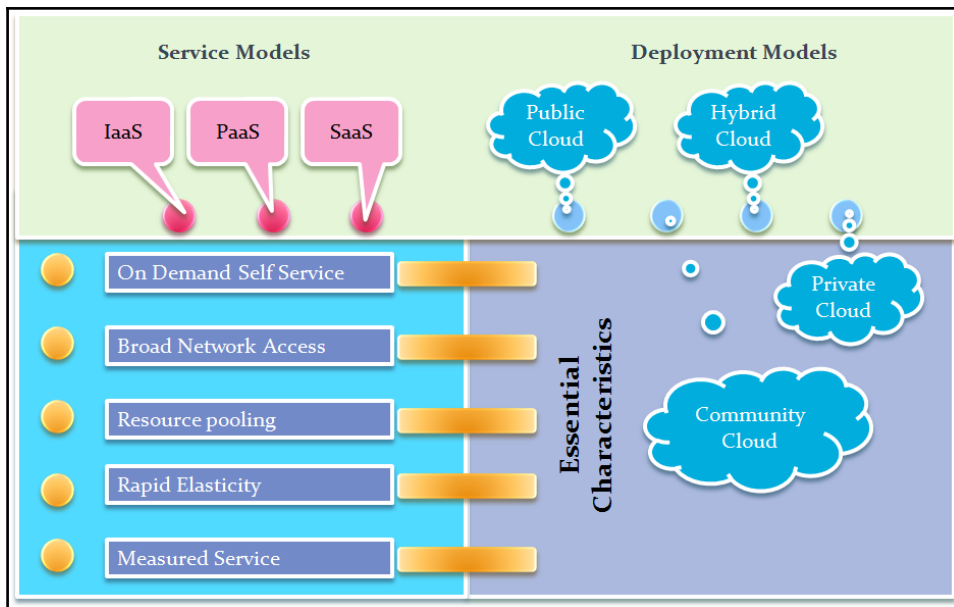 Service Models
Deployment Models
IaaS
PaaS
SaaS
Public
Cloud
Hybrid
Cloud
On Demand Self Service
Broad Network Access
Resource pooling
Rapid Elasticity
Measured Service
Essential
Characteristics
Private
Cloud
Community
Cloud